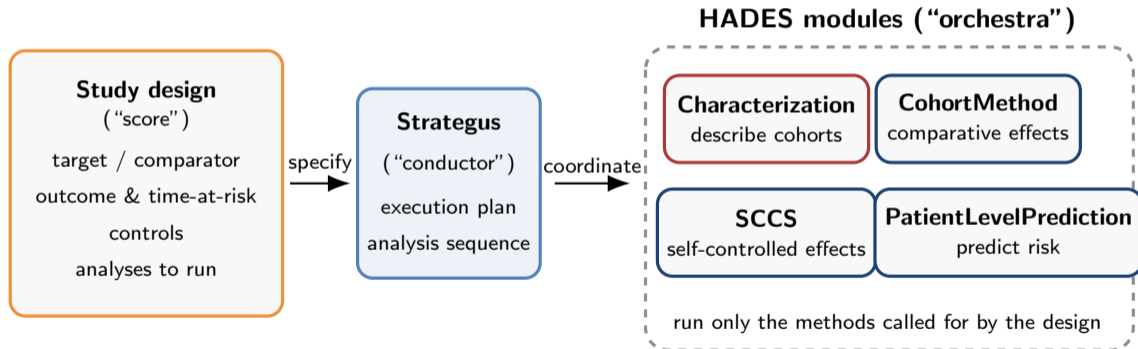 HADES modules (“orchestra”)
Study design
(“score”)
target / comparator
outcome & time-at-risk
controls
analyses to run
specify
Strategus
(“conductor”)
execution plan
analysis sequence
coordinate
Characterization
describe cohorts
CohortMethod
comparative effects
SCCS
self-controlled effects
PatientLevelPrediction
predict risk
run only the methods called for by the design